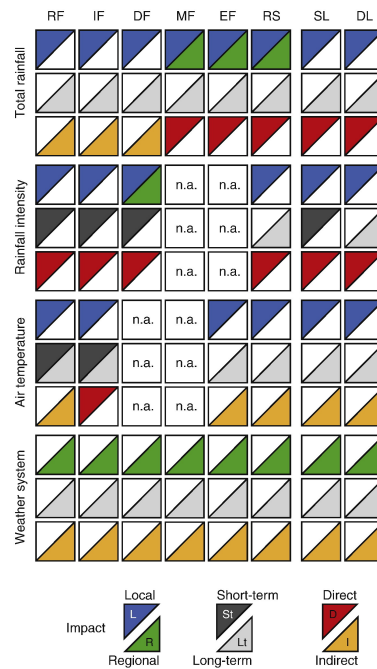 RF IF DF MF EF RS SL DL
Total rainfall
Rainfall intensity
n.a. n.a.
n.a. n.a.
n.a. n.a.
Air temperature
n.a. n.a.
n.a. n.a.
n.a. n.a.
Weather system
Local Short-term Direct
L St D
Impact
R Lt I
Regional Long-term Indirect